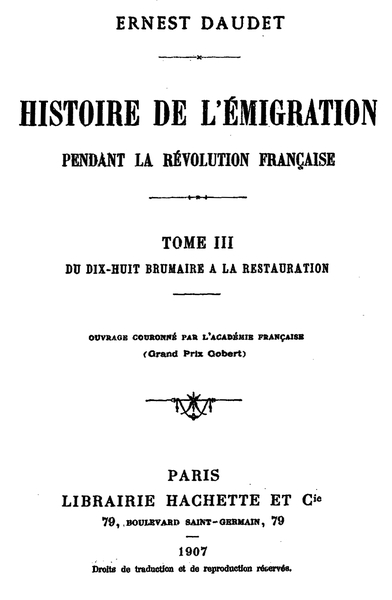 ERNEST DAUDET
HISTOIRE DE L'ÉMIGRATION
PENDANT LA RÉVOLUTION FRANÇAISE
TOME III
DU DIX-HUIT BRUMAIRE A LA RESTAURATION
OUVRAGE COURONNÉ PAR L'ACADÉMIE FRANÇAISE
(Grand Prix Gobert)
PARIS
LIBRAIRIE HACHETTE ET Cie
79, BOULEVARD SAINT-GERMAIN, 79
1907
Droits de traduction et de reproduction réservés.